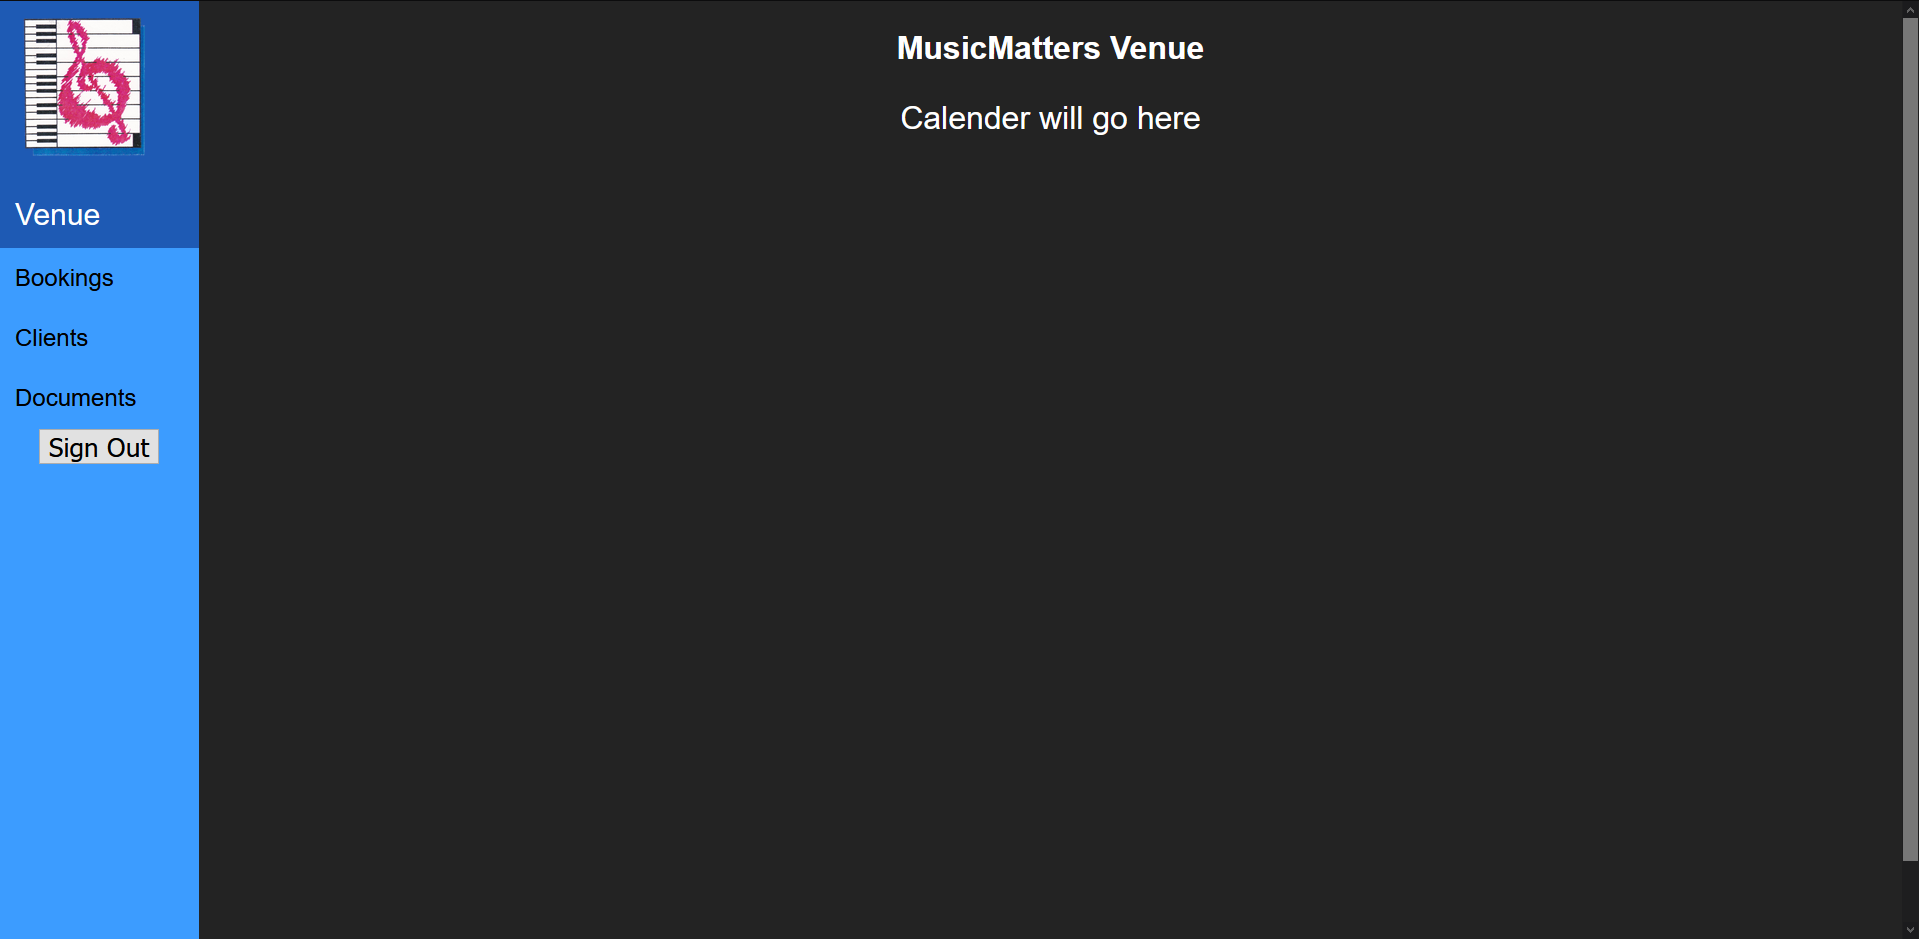 Venue
Bookings
Clients
Documents
Sign Out
MusicMatters Venue
Calender will go here